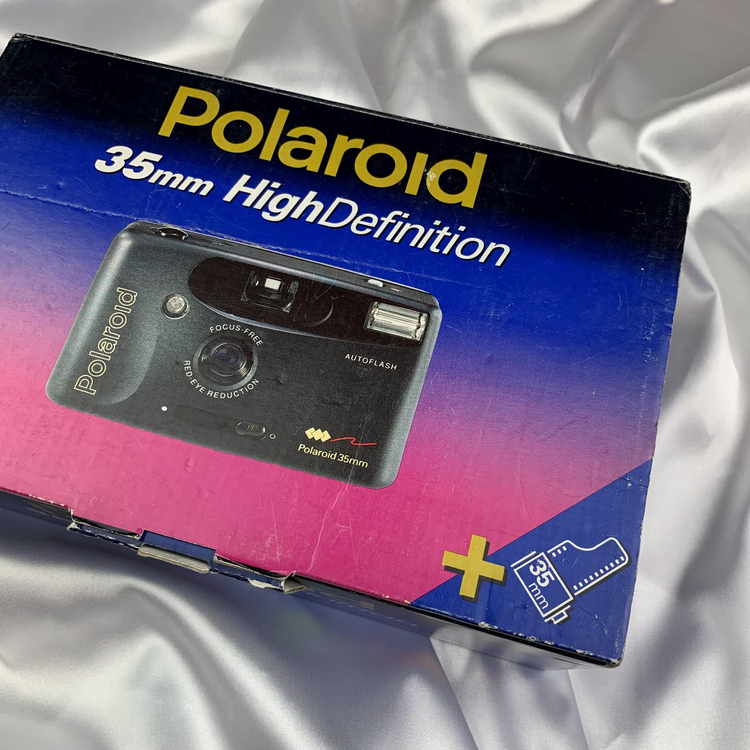 Polaroid
35mm HighDefinition
Polaroid
FOCUS-FREE
RED EYE REDUCTION
AUTOFLASH
Polaroid 35mm
+
35
mm